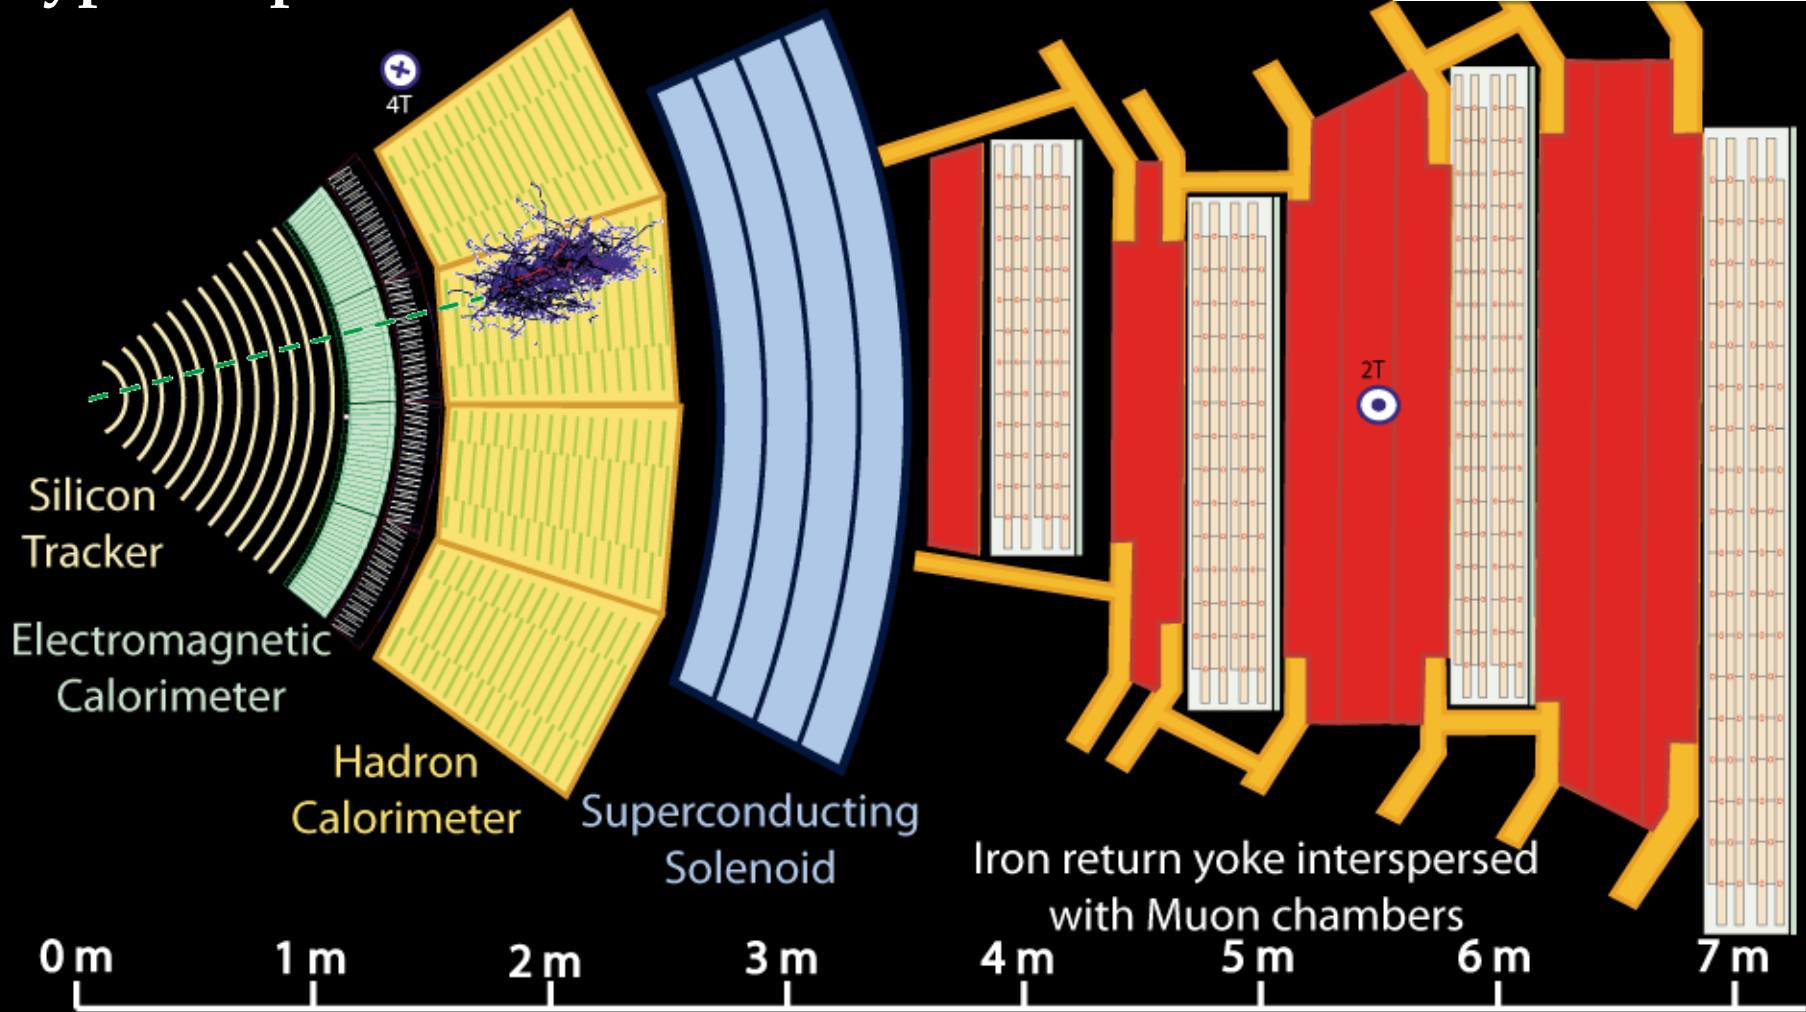 4T
2T
Silicon
Tracker
Electromagnetic
Calorimeter
Hadron
Calorimeter
Superconducting
Solenoid
Iron return yoke interspersed
with Muon chambers
0 m 1 m 2 m 3 m 4 m 5 m 6 m 7 m